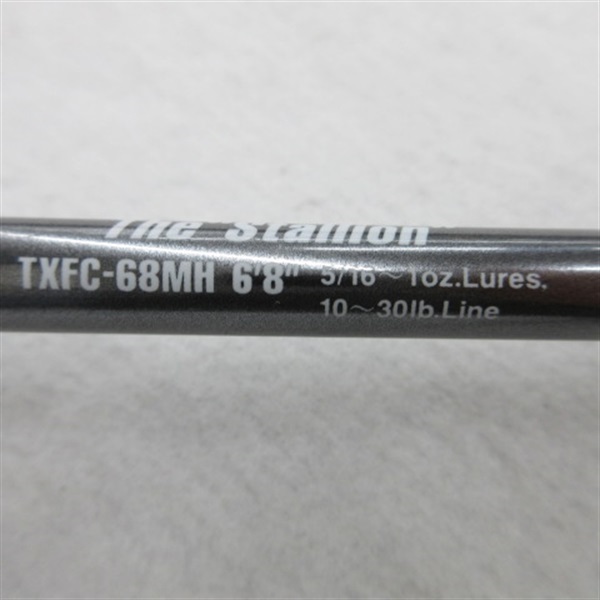 The Stallion
TXFC-68MH 6'8" 5/16~1oz.Lures.
10~30lb.Line